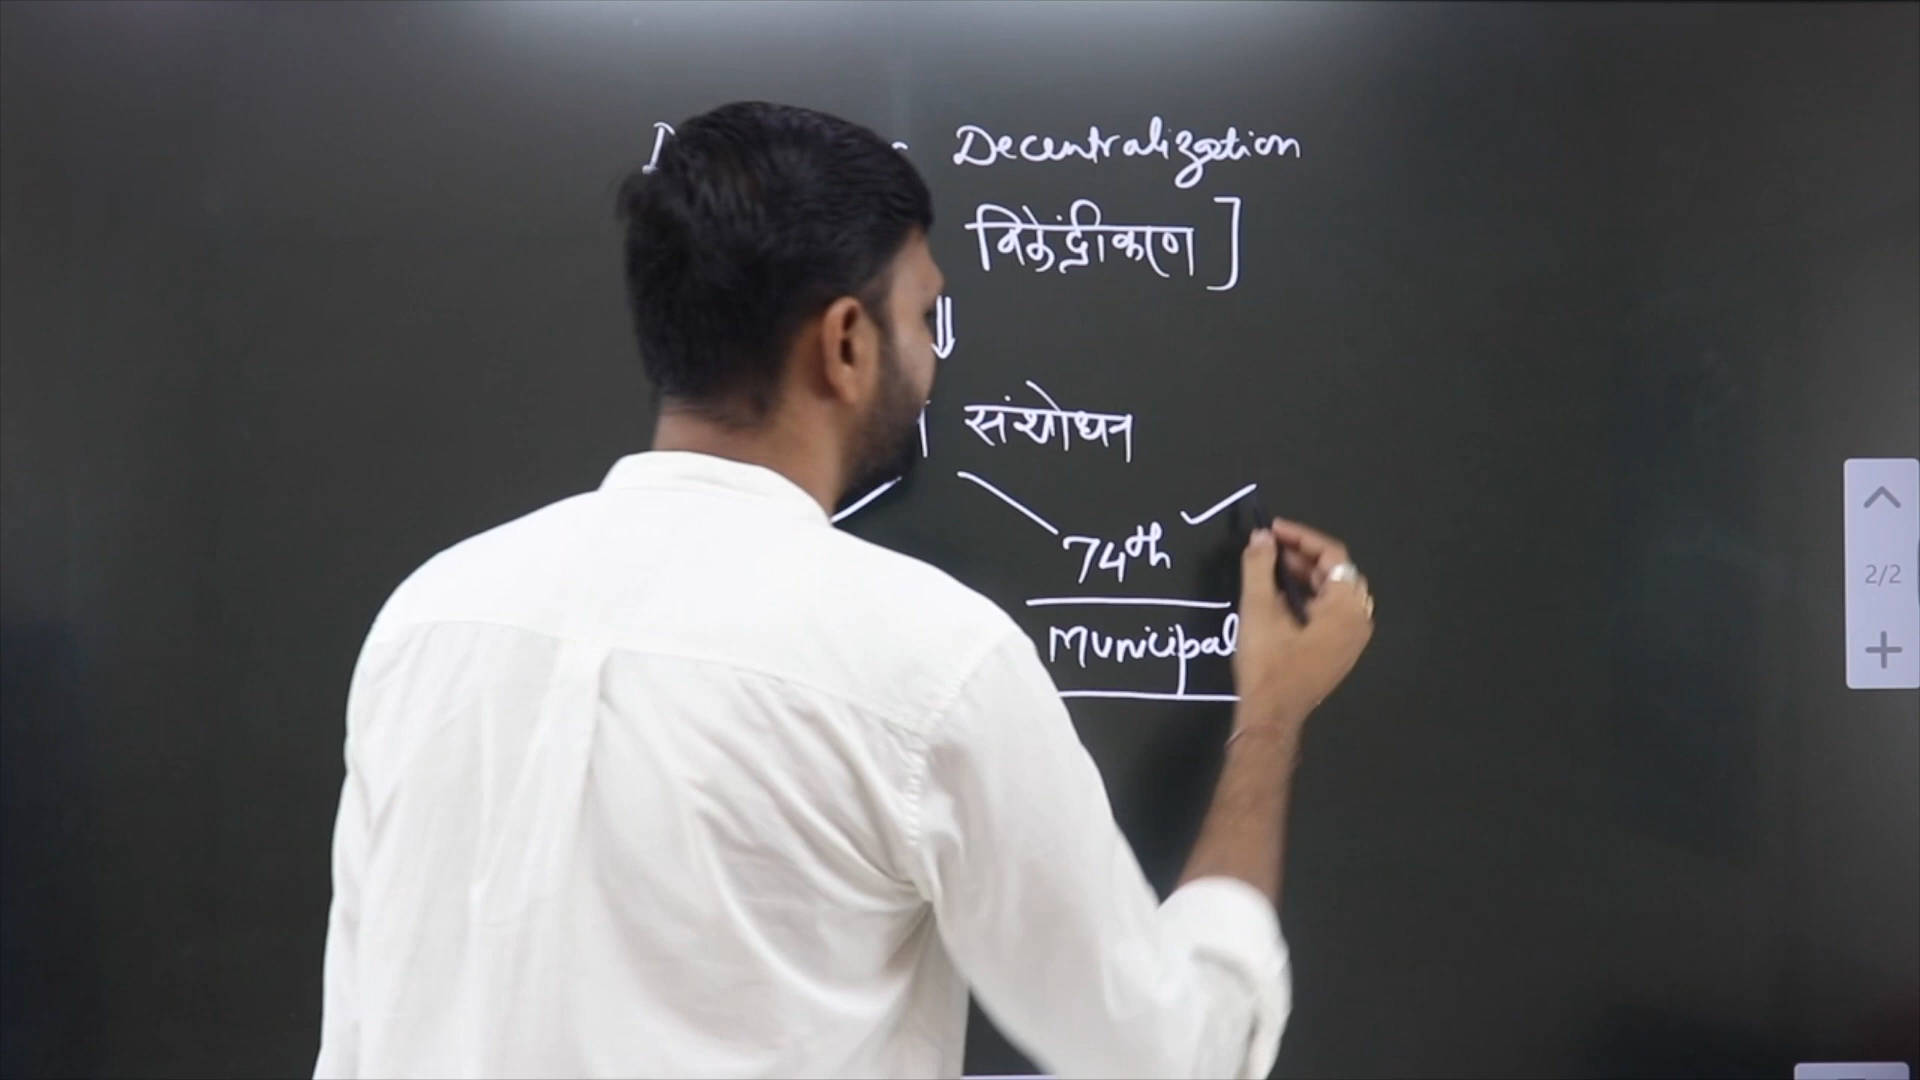 Decentralization
विकेंद्रीकरण ]
संशोधन
74th
Municipal
2/2